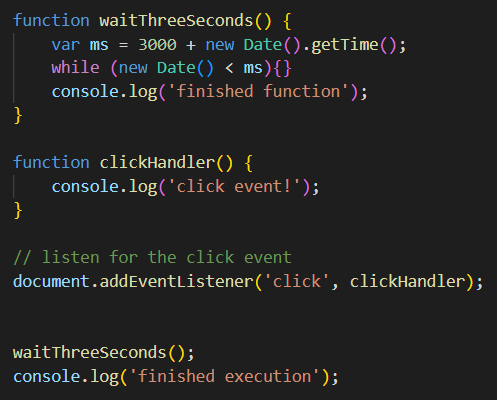 function waitThreeSeconds() {
    var ms = 3000 + new Date().getTime();
    while (new Date() < ms){}
    console.log('finished function');
}
function clickHandler() {
    console.log('click event!');
}
// listen for the click event
document.addEventListener('click', clickHandler);
waitThreeSeconds();
console.log('finished execution');